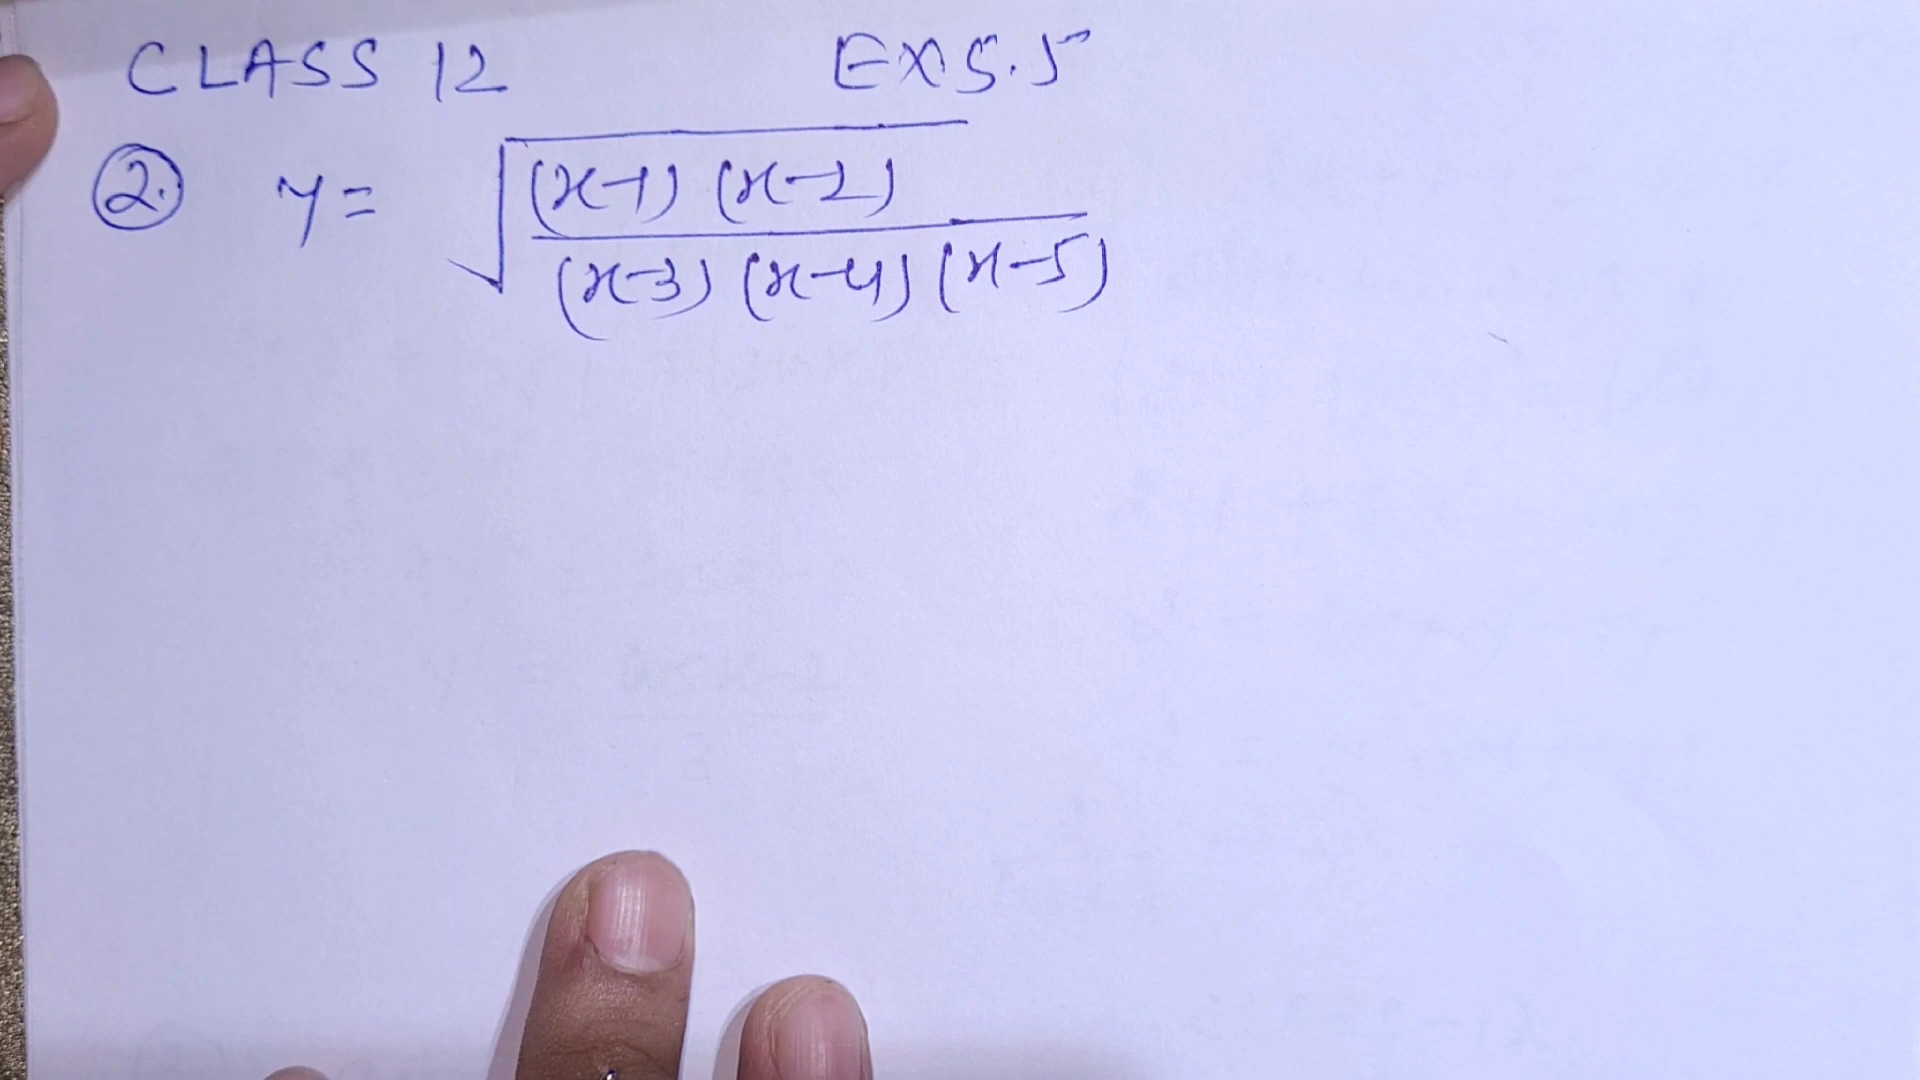 CLASS 12 EX 5.5
2. y = √(x-1) (x-2)
(x-3) (x-4) (x-5)